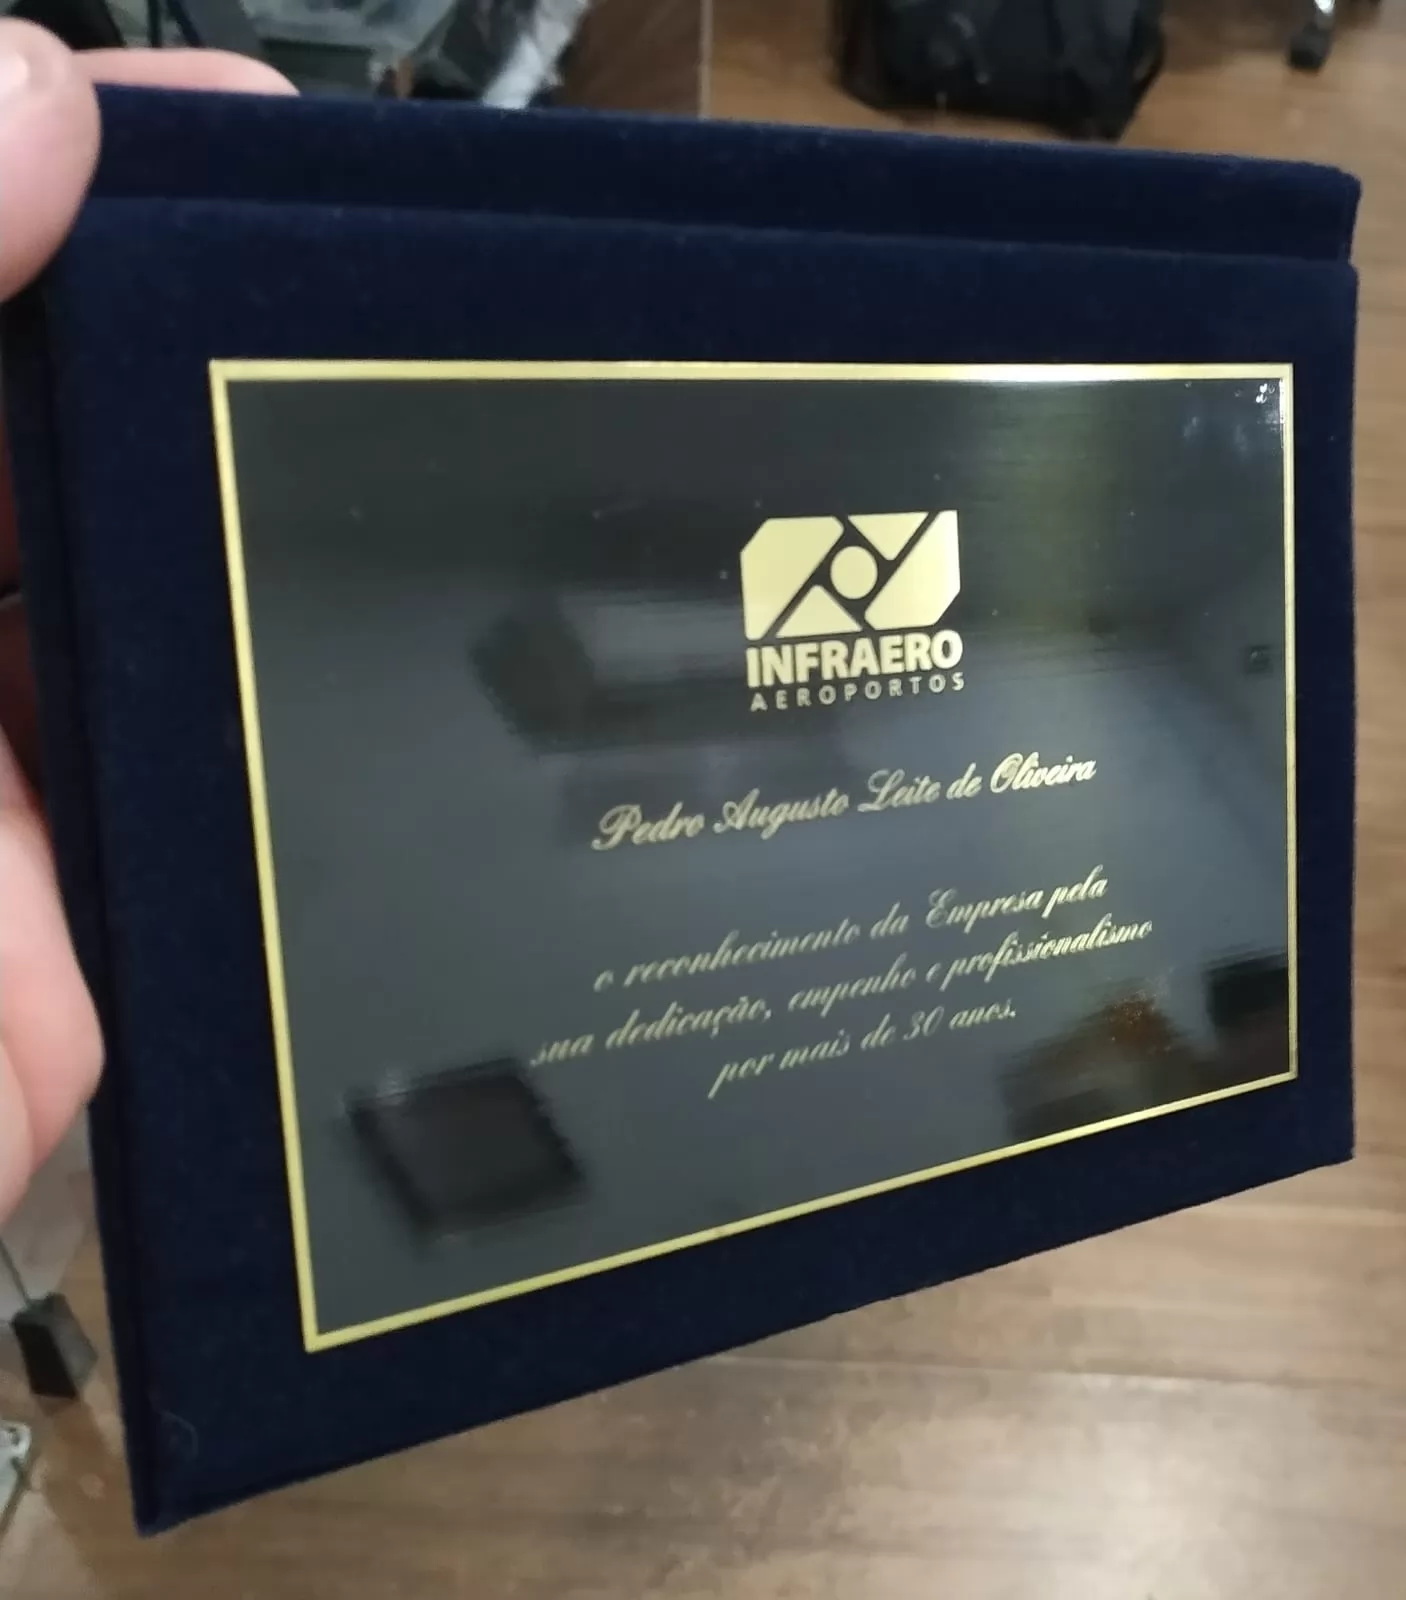 INFRAERO
AEROPORTOS
Pedro Augusto Leite de Oliveira
o reconhecimento da Empresa pela
sua dedicação, empenho e profissionalismo
por mais de 30 anos.